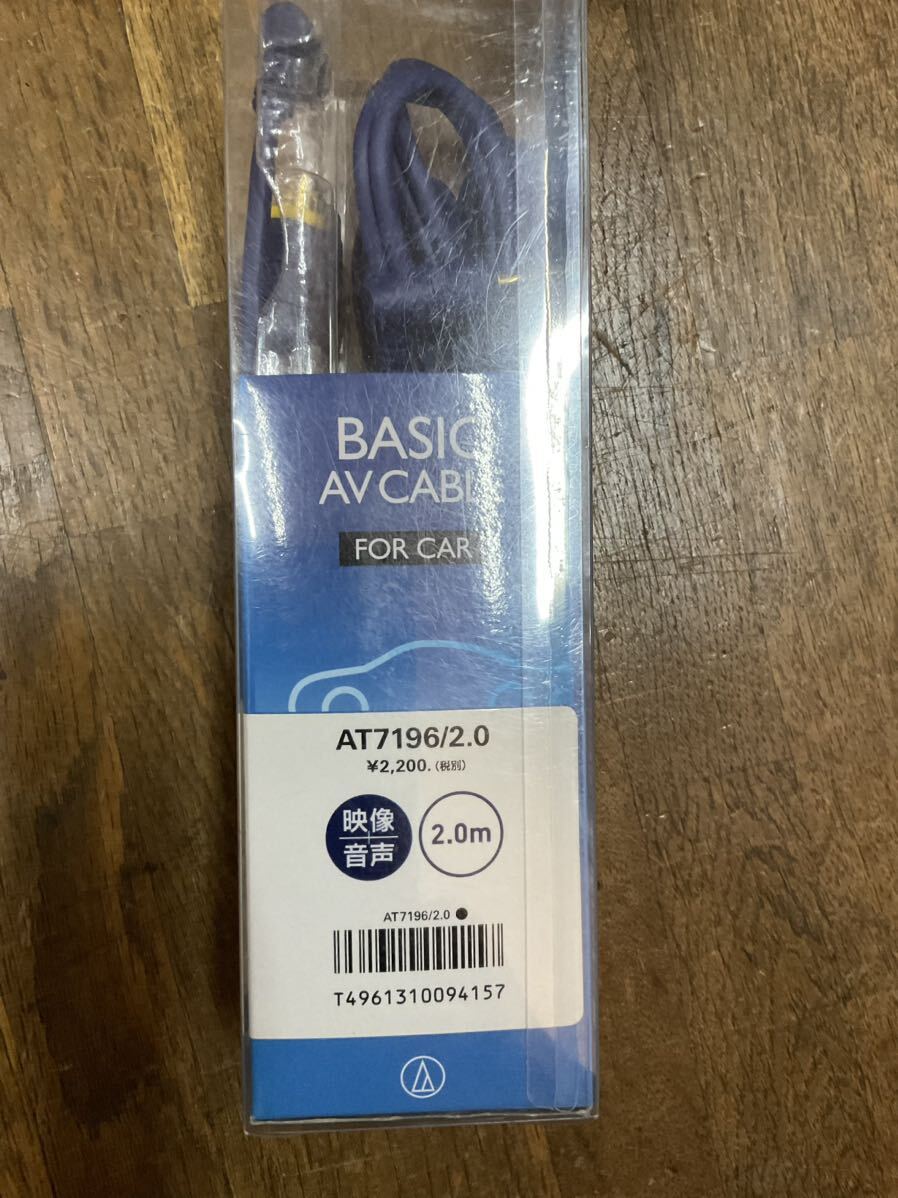 BASIC
AV CABLE
FOR CAR
AT7196/2.0
¥2,200.(税別)
映像
+
音声
2.0m
AT7196/2.0 ●
T4961310094157